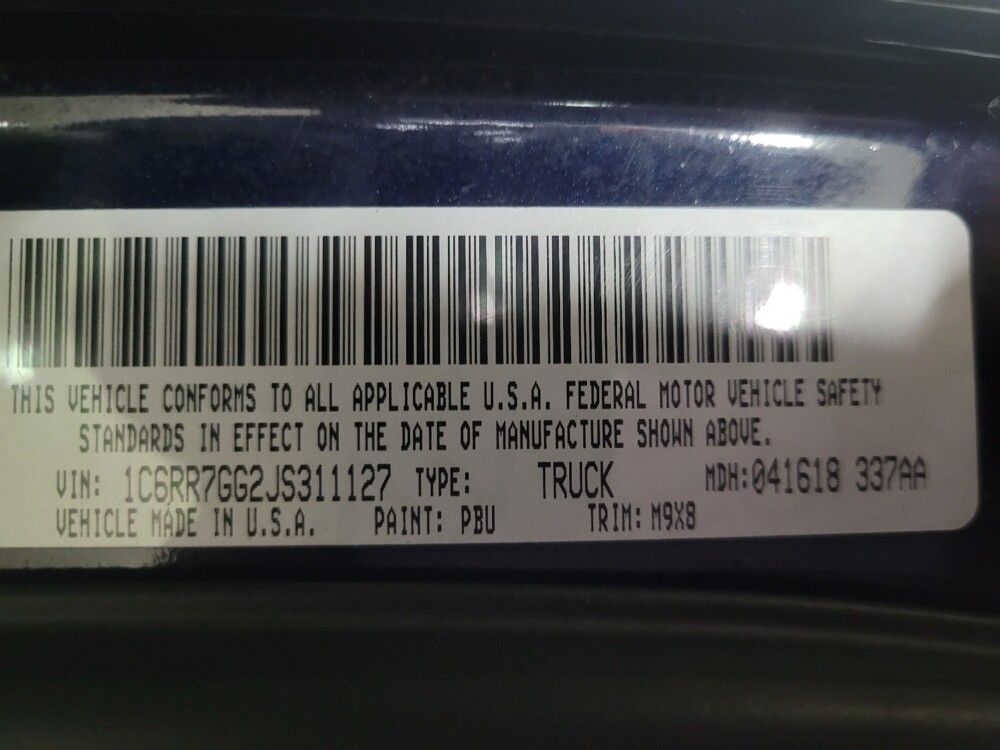 THIS VEHICLE CONFORMS TO ALL APPLICABLE U.S.A. FEDERAL MOTOR VEHICLE SAFETY
STANDARDS IN EFFECT ON THE DATE OF MANUFACTURE SHOWN ABOVE.
VIN: 1C6RR7GG2JS311127 TYPE: TRUCK MDH:041618 337AA
VEHICLE MADE IN U.S.A. PAINT: PBU TRIM: M9X8